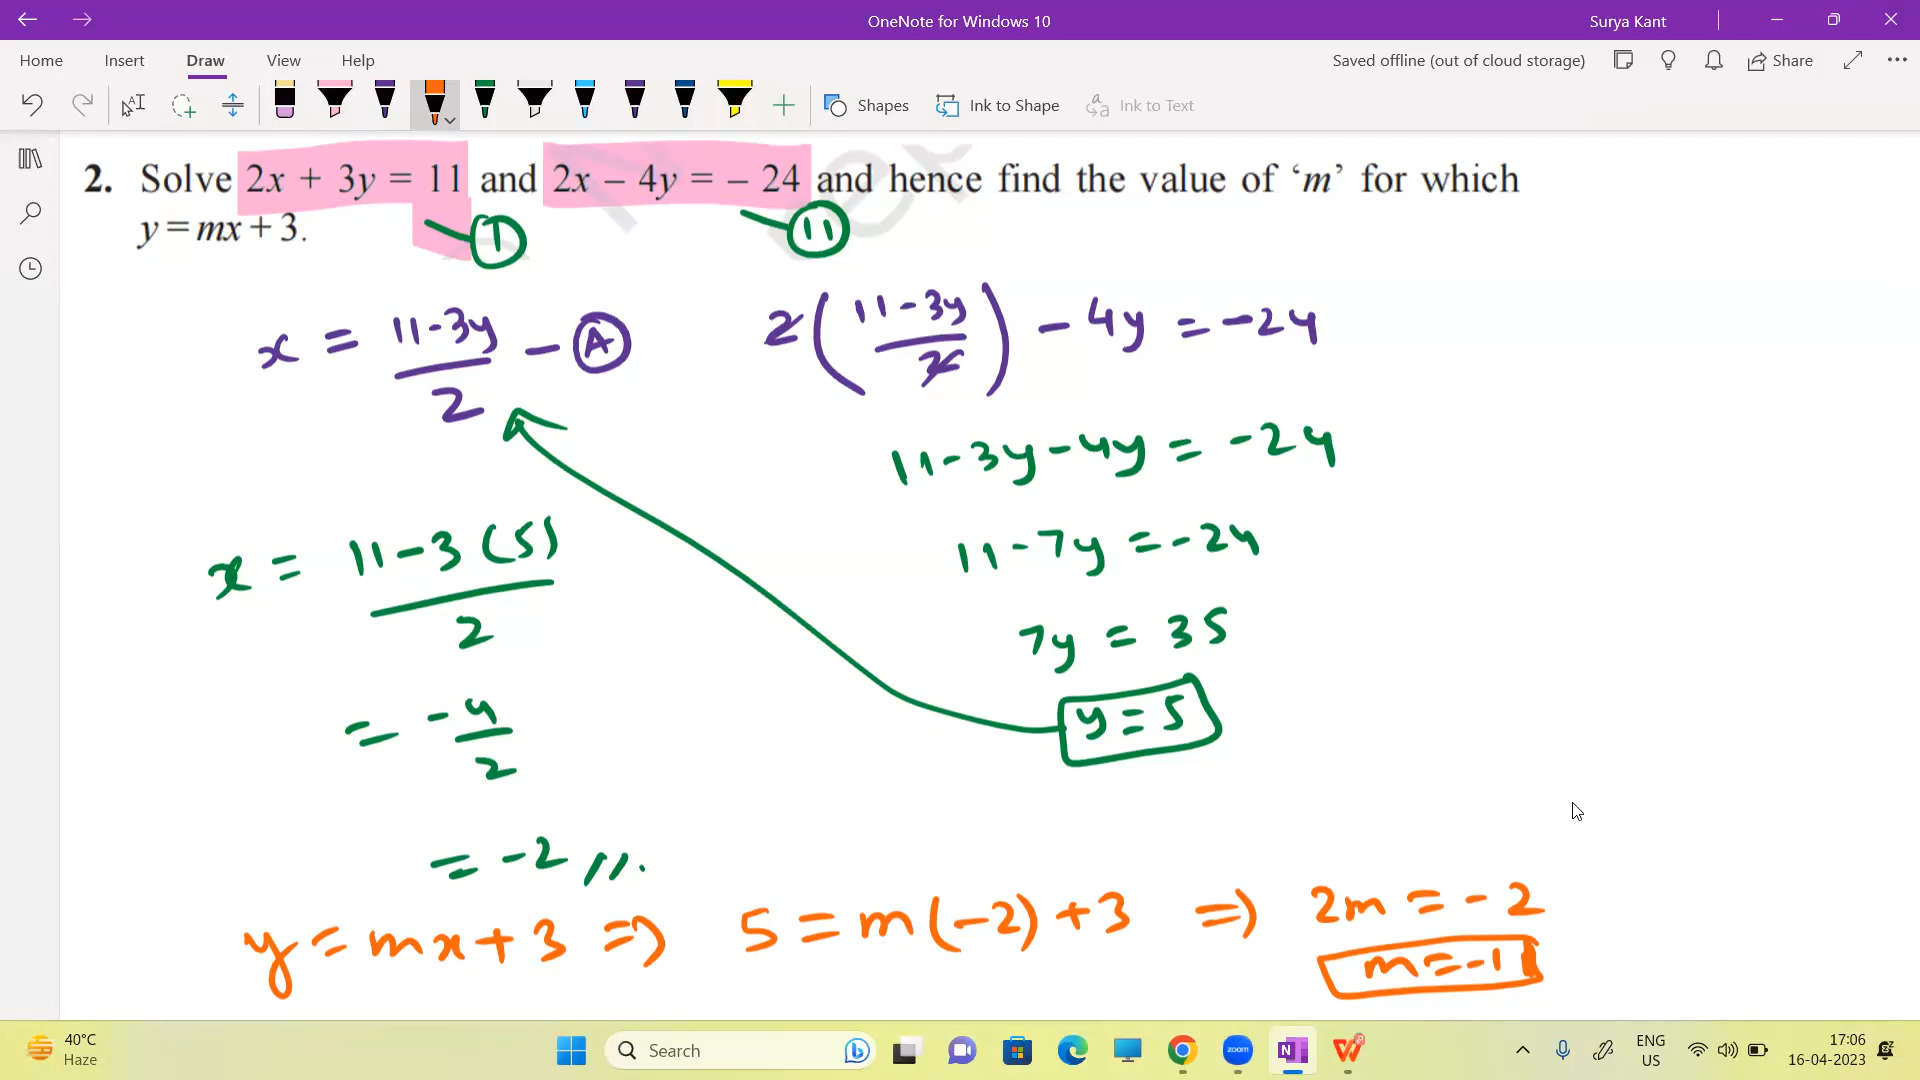 OneNote for Windows 10
Surya Kant
Home Insert Draw View Help
Saved offline (out of cloud storage)
Share
Shapes
Ink to Shape
Ink to Text
2. Solve 2x + 3y = 11 and 2x – 4y = – 24 and hence find the value of ‘m’ for which
y = mx + 3.
I
11
x = 11-3y/2 - A
2(11-3y/2) - 4y = -24
11-3y-4y = -24
x = 11-3(5)/2
11-7y = -24
7y = 35
= -4/2
y = 5
= -2 //.
y = mx + 3 => 5 = m(-2) + 3 => 2m = -2
m = -1
40°C
Haze
Search
zoom
ENG
US
17:06
16-04-2023